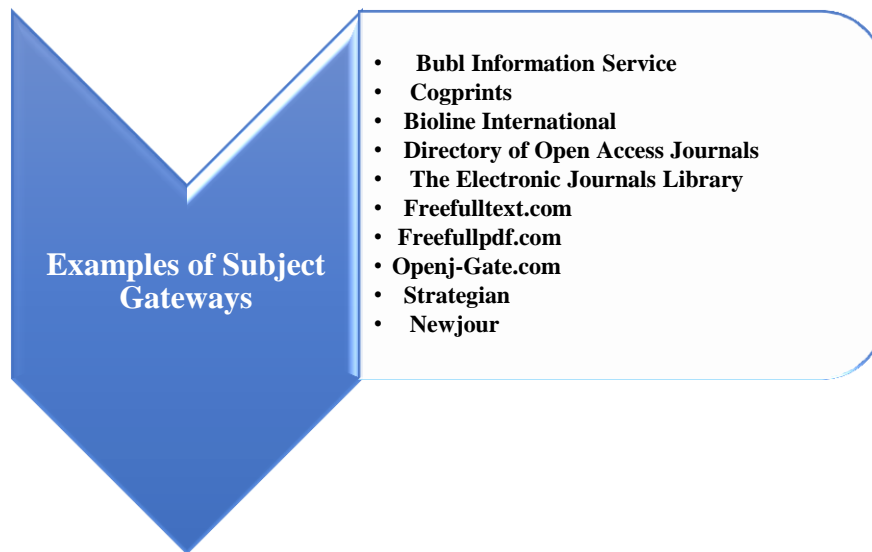 Examples of Subject
Gateways
• Bubl Information Service
• Cogprints
• Bioline International
• Directory of Open Access Journals
• The Electronic Journals Library
• Freefulltext.com
• Freefullpdf.com
• Openj-Gate.com
• Strategian
• Newjour